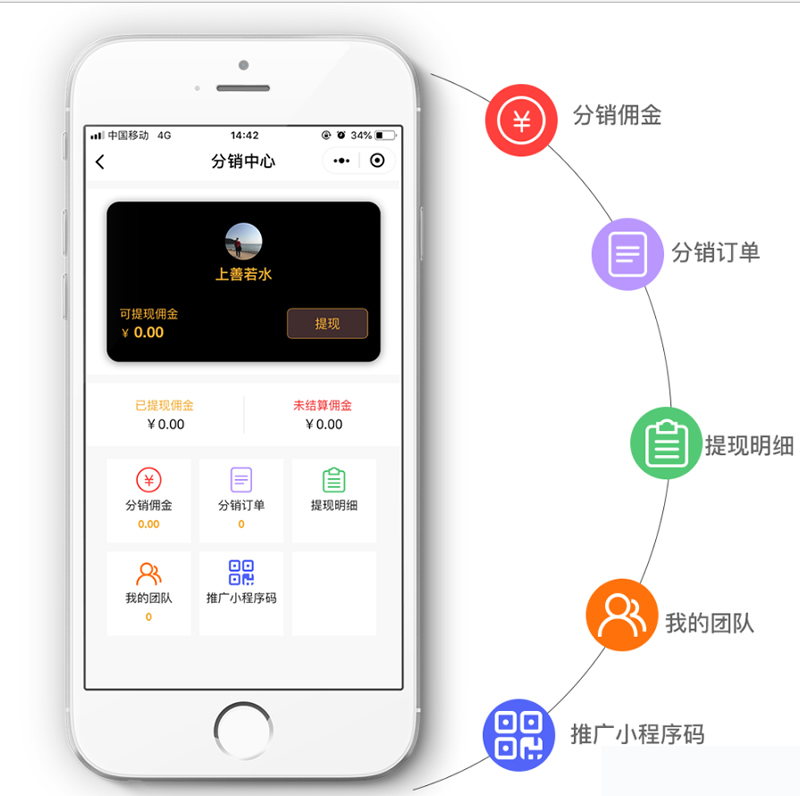 中国移动 4G 14:42 34%
分销中心
上善若水
可提现佣金
¥ 0.00
提现
已提现佣金 未结算佣金
¥0.00 ¥0.00
分销佣金 分销订单 提现明细
0.00 0
我的团队 推广小程序码
0
分销佣金
分销订单
提现明细
我的团队
推广小程序码